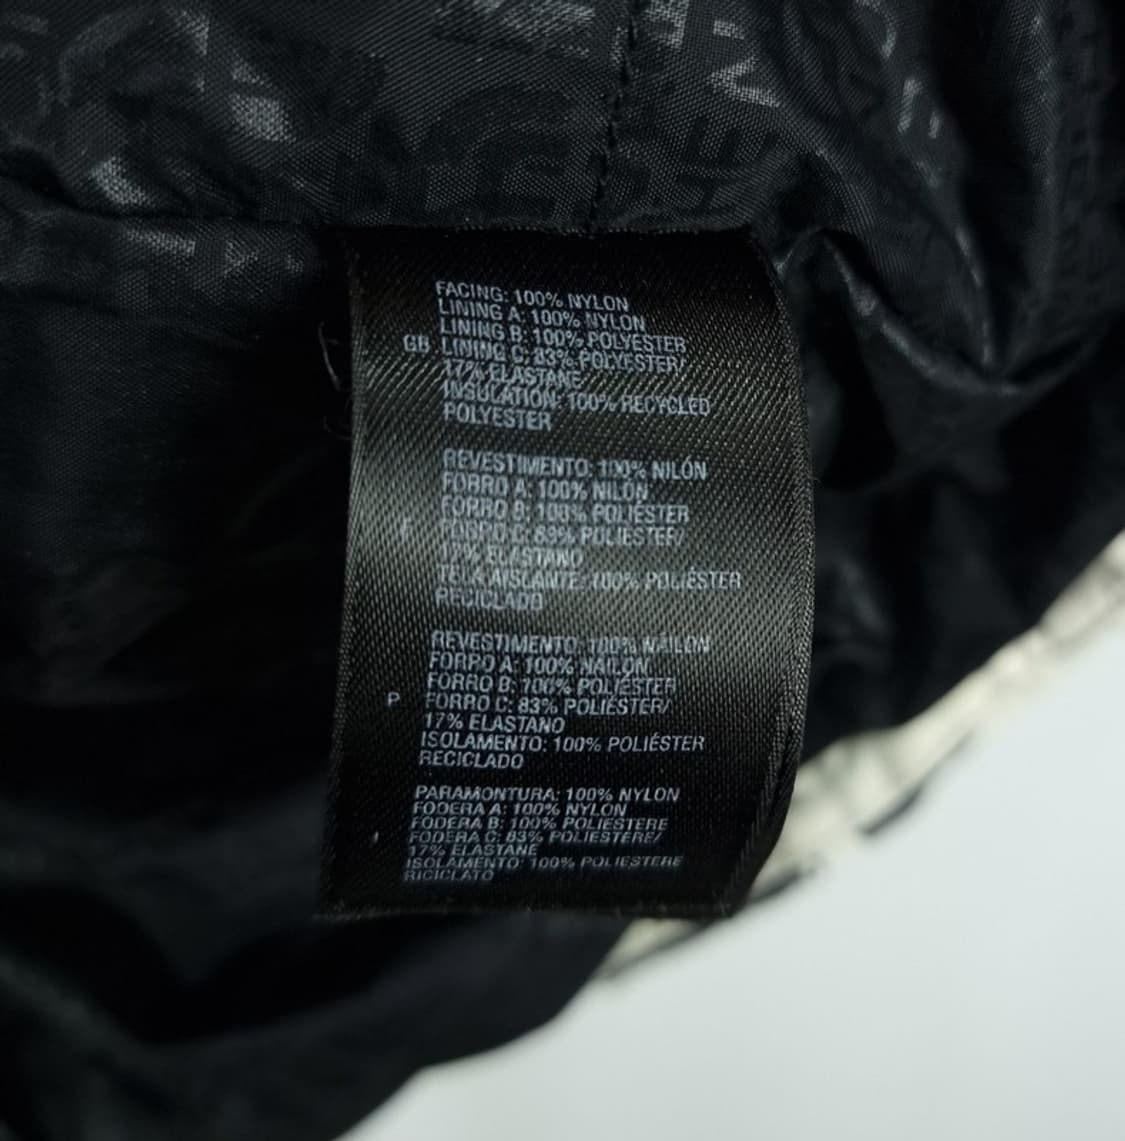 FACING: 100% NYLON
LINING A: 100% NYLON
LINING B: 100% POLYESTER
GB LINING C: 83% POLYESTER/
17% ELASTANE
INSULATION: 100% RECYCLED
POLYESTER
REVESTIMENTO: 100% NILÓN
FORRO A: 100% NILÓN
FORRO B: 100% POLIÉSTER
FORRO C: 83% POLIÉSTER/
17% ELASTANO
TELA AISLANTE: 100% POLIÉSTER
RECICLADO
REVESTIMENTO: 100% NAILON
FORRO A: 100% NAILON
FORRO B: 100% POLIÉSTER
P FORRO C: 83% POLIÉSTER/
17% ELASTANO
ISOLAMENTO: 100% POLIÉSTER
RECICLADO
PARAMONTURA: 100% NYLON
FODERA A: 100% NYLON
FODERA B: 100% POLIESTERE
FODERA C: 83% POLIESTERE/
17% ELASTANE
ISOLAMENTO: 100% POLIESTERE
RICICLATO